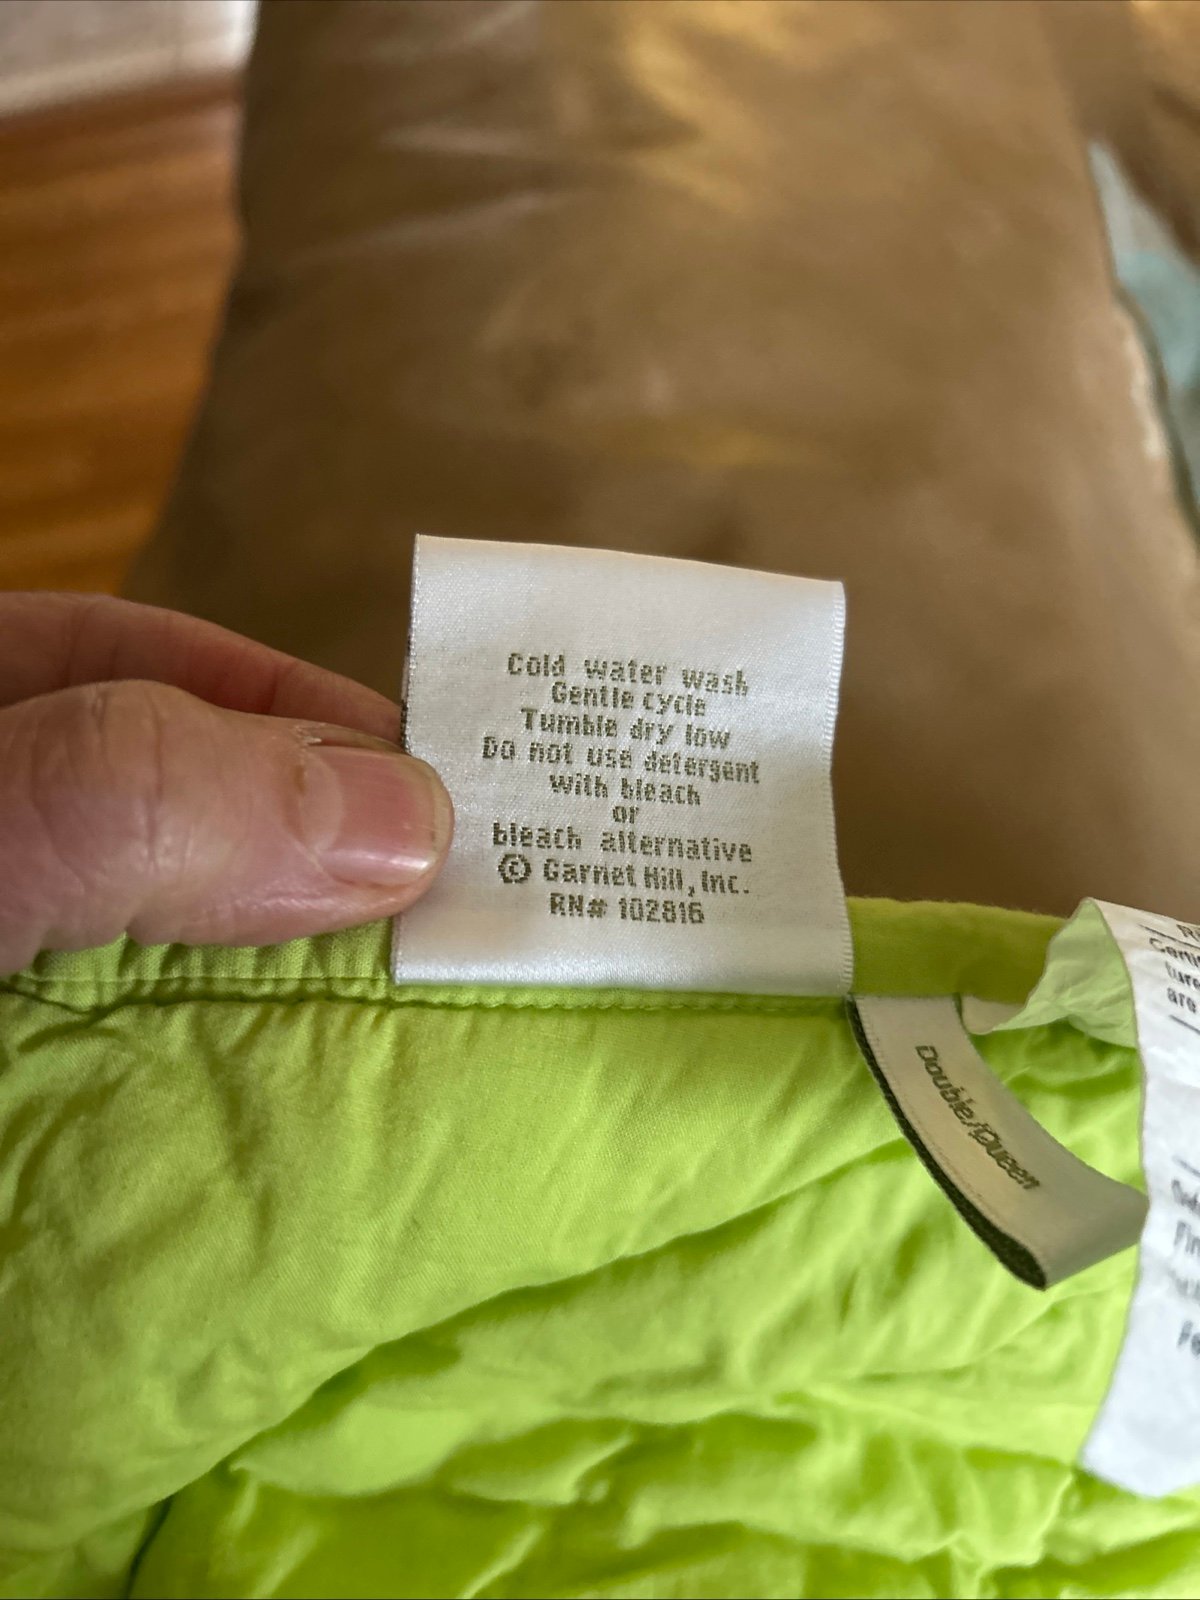 Cold water wash
Gentle cycle
Tumble dry low
Do not use detergent
with bleach
or
bleach alternative
© Garnet Hill, Inc.
RN# 102816
Double/Queen
are